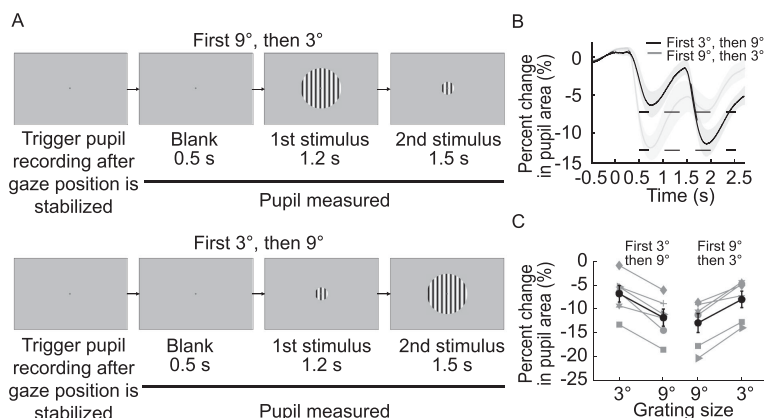 A
First 9°, then 3°
Trigger pupil
recording after
gaze position is
stabilized
Blank
0.5 s
1st stimulus
1.2 s
2nd stimulus
1.5 s
Pupil measured
First 3°, then 9°
Trigger pupil
recording after
gaze position is
stabilized
Blank
0.5 s
1st stimulus
1.2 s
2nd stimulus
1.5 s
Pupil measured
B
First 3°, then 9°
First 9°, then 3°
Percent change
in pupil area (%)
0
-5
-10
-15
-0.5 0 0.5 1 1.5 2 2.5
Time (s)
C
First 3°
then 9°
First 9°
then 3°
Percent change
in pupil area (%)
0
-5
-10
-15
-20
-25
3° 9° 9° 3°
Grating size